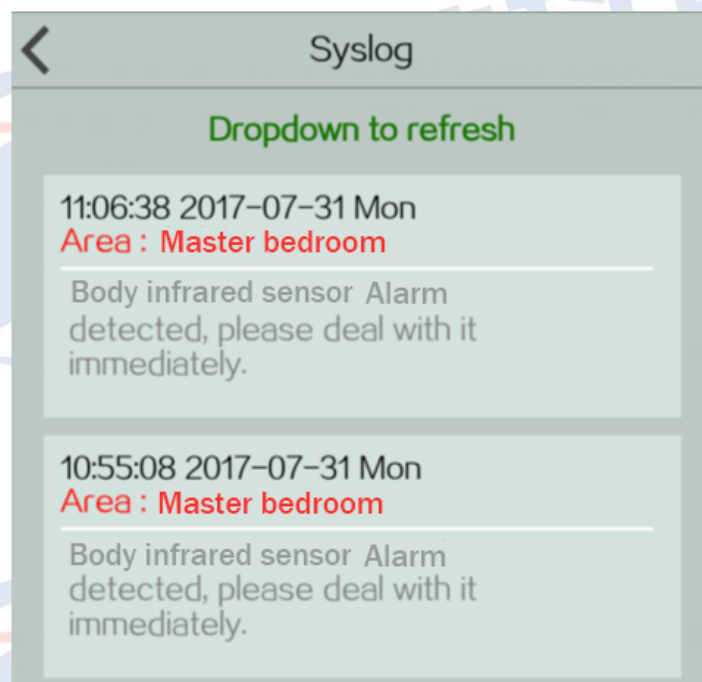 Syslog
Dropdown to refresh
11:06:38 2017-07-31 Mon
Area : Master bedroom
Body infrared sensor Alarm
detected, please deal with it
immediately.
10:55:08 2017-07-31 Mon
Area : Master bedroom
Body infrared sensor Alarm
detected, please deal with it
immediately.